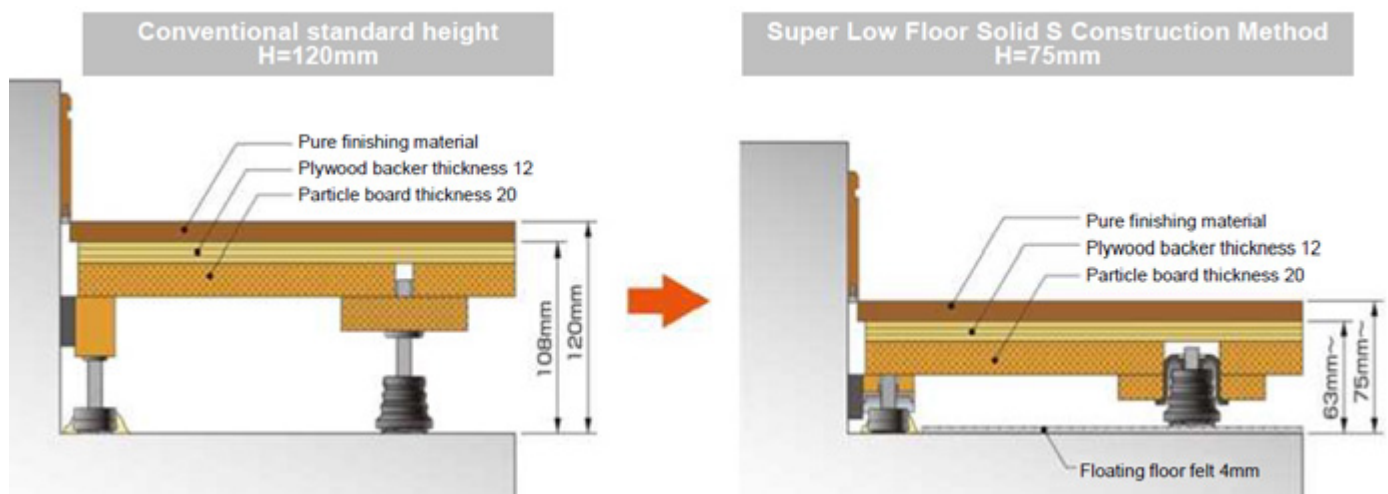 Conventional standard height
H=120mm
Pure finishing material
Plywood backer thickness 12
Particle board thickness 20
108mm
120mm
Super Low Floor Solid S Construction Method
H=75mm
Pure finishing material
Plywood backer thickness 12
Particle board thickness 20
63mm~
75mm~
Floating floor felt 4mm